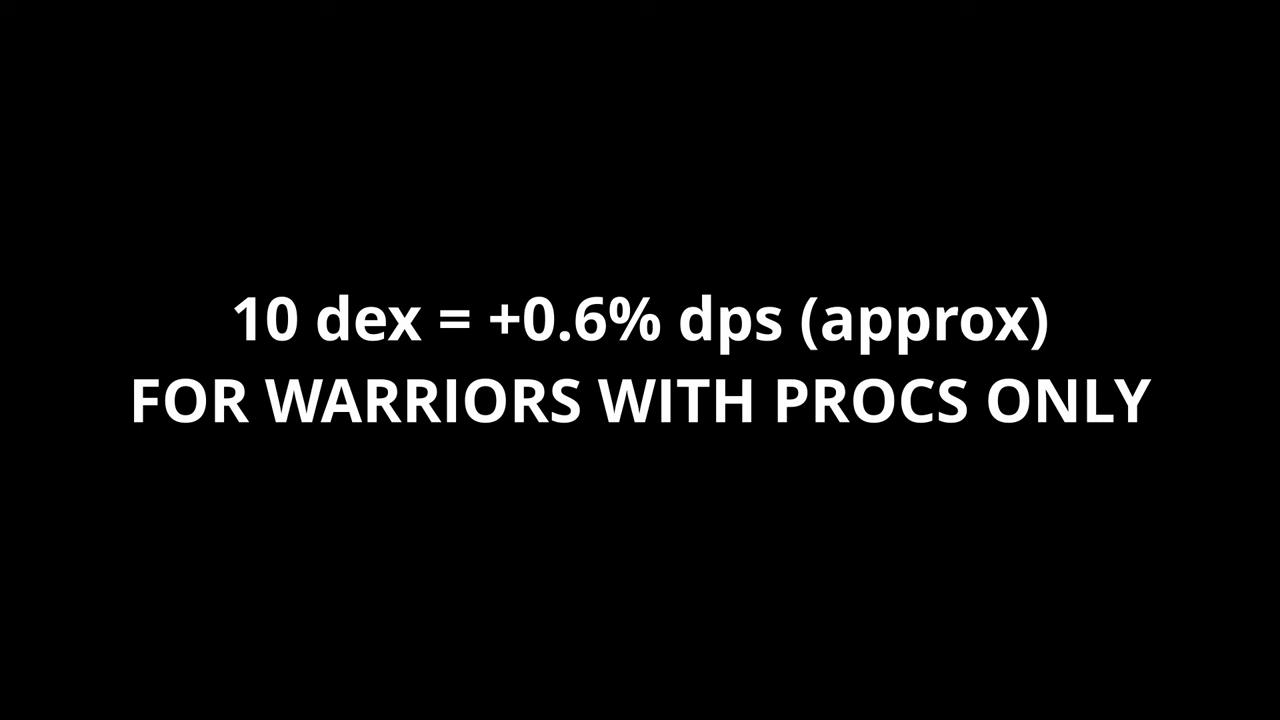 10 dex = +0.6% dps (approx)
FOR WARRIORS WITH PROCS ONLY